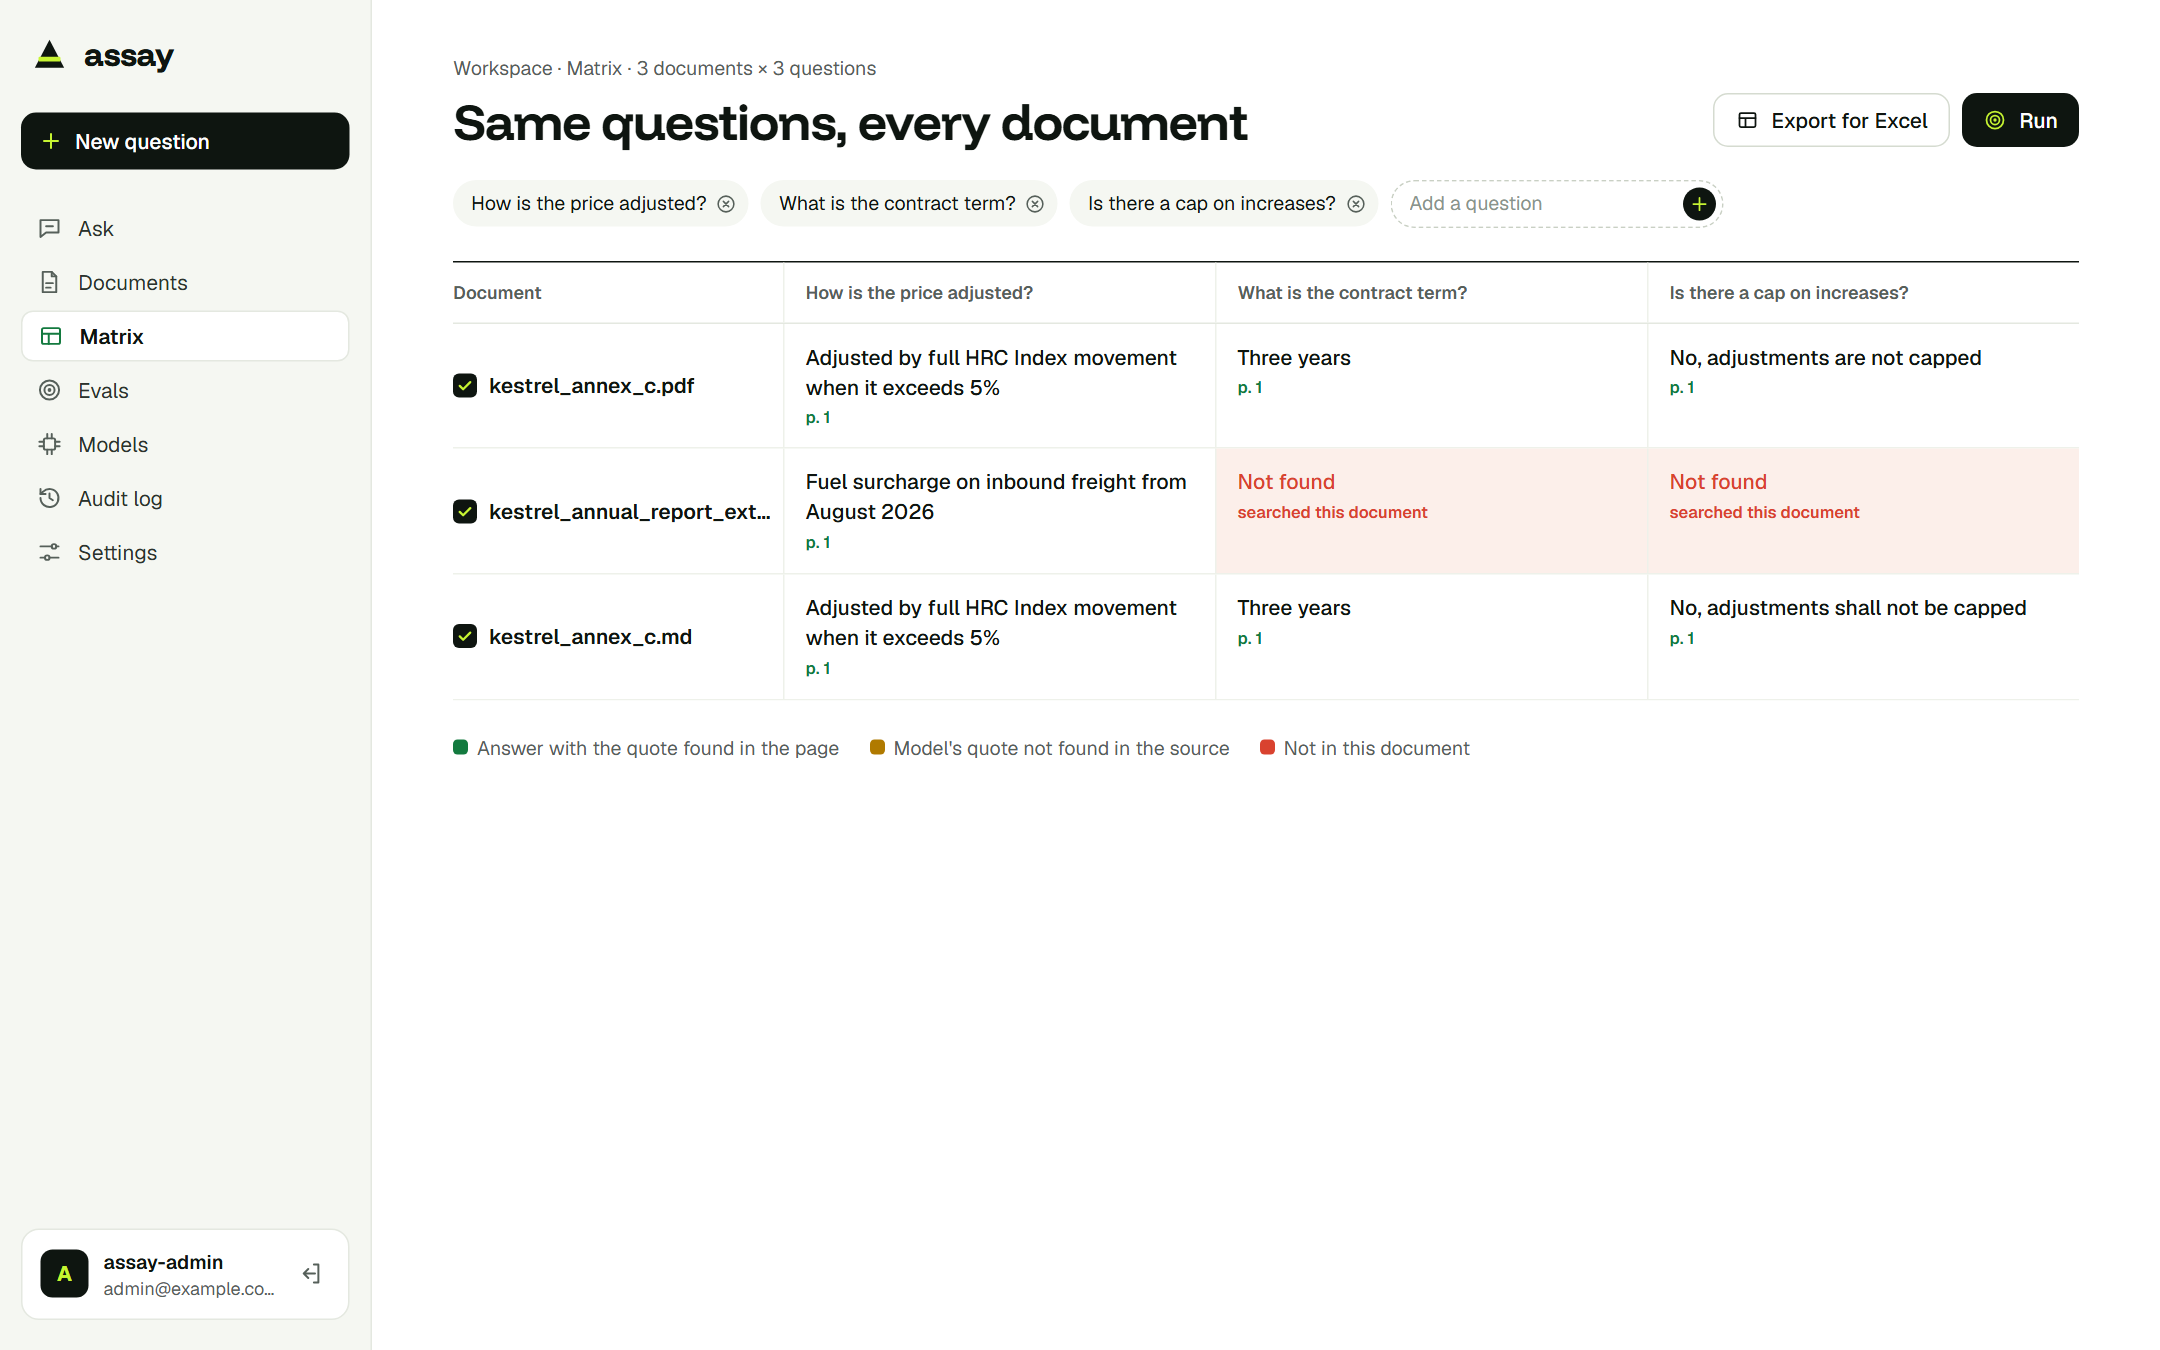 assay
New question
Ask
Documents
Matrix
Evals
Models
Audit log
Settings
A
assay-admin
admin@example.co...
Workspace · Matrix · 3 documents × 3 questions
Same questions, every document
Export for Excel
Run
How is the price adjusted?
What is the contract term?
Is there a cap on increases?
Add a question
Document
How is the price adjusted?
What is the contract term?
Is there a cap on increases?
kestrel_annex_c.pdf
Adjusted by full HRC Index movement
when it exceeds 5%
p. 1
Three years
p. 1
No, adjustments are not capped
p. 1
kestrel_annual_report_ext...
Fuel surcharge on inbound freight from
August 2026
p. 1
Not found
searched this document
Not found
searched this document
kestrel_annex_c.md
Adjusted by full HRC Index movement
when it exceeds 5%
p. 1
Three years
p. 1
No, adjustments shall not be capped
p. 1
Answer with the quote found in the page
Model's quote not found in the source
Not in this document